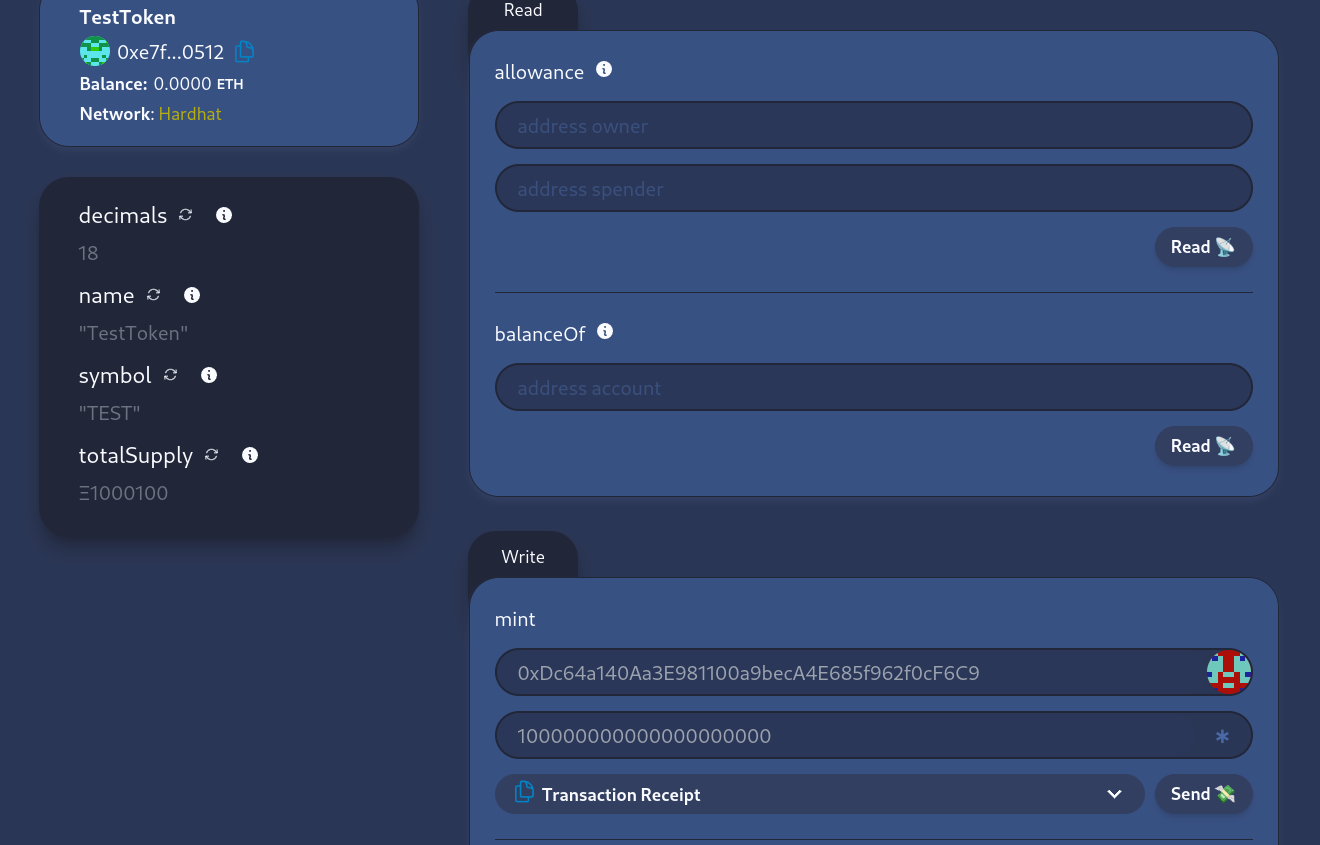 TestToken
0xe7f...0512
Balance: 0.0000 ETH
Network: Hardhat
decimals
18
name
"TestToken"
symbol
"TEST"
totalSupply
Ξ1000100
Read
allowance
address owner
address spender
Read
balanceOf
address account
Read
Write
mint
0xDc64a140Aa3E981100a9becA4E685f962f0cF6C9
100000000000000000000
Transaction Receipt
Send